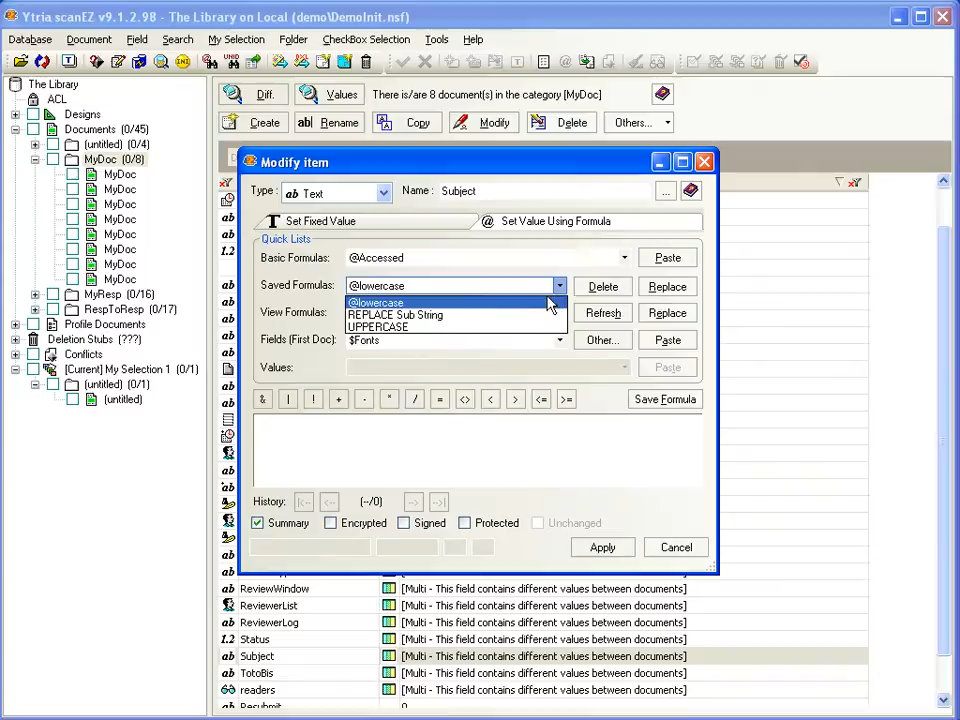 Ytria scanEZ v9.1.2.98 - The Library on Local (demo\DemoInit.nsf)
Database Document Field Search My Selection Folder CheckBox Selection Tools Help
The Library
ACL
Designs
Documents (0/45)
(untitled) (0/4)
MyDoc (0/8)
MyDoc
MyDoc
MyDoc
MyDoc
MyDoc
MyDoc
MyDoc
MyDoc
MyResp (0/16)
RespToResp (0/17)
Profile Documents
Deletion Stubs (???)
Conflicts
[Current] My Selection 1 (0/1)
(untitled) (0/1)
(untitled)
Diff. Values There is/are 8 document(s) in the category [MyDoc]
Create Rename Copy Modify Delete Others...
Modify item
Type : ab Text Name : Subject ...
Set Fixed Value @ Set Value Using Formula
Quick Lists
Basic Formulas: @Accessed Paste
Saved Formulas: @lowercase Delete Replace
@lowercase
REPLACE Sub String
UPPERCASE
View Formulas: Refresh Replace
Fields (First Doc): $Fonts Other... Paste
Values: Paste
& | ! + - * / = <> < > <= >= Save Formula
History: |<-- <-- (--/0) --> -->|
Summary Encrypted Signed Protected Unchanged
Apply Cancel
ab ReviewWindow [Multi - This field contains different values between documents]
ReviewerList [Multi - This field contains different values between documents]
ab ReviewerLog [Multi - This field contains different values between documents]
1.2 Status [Multi - This field contains different values between documents]
ab Subject [Multi - This field contains different values between documents]
ab TotoBis [Multi - This field contains different values between documents]
readers [Multi - This field contains different values between documents]